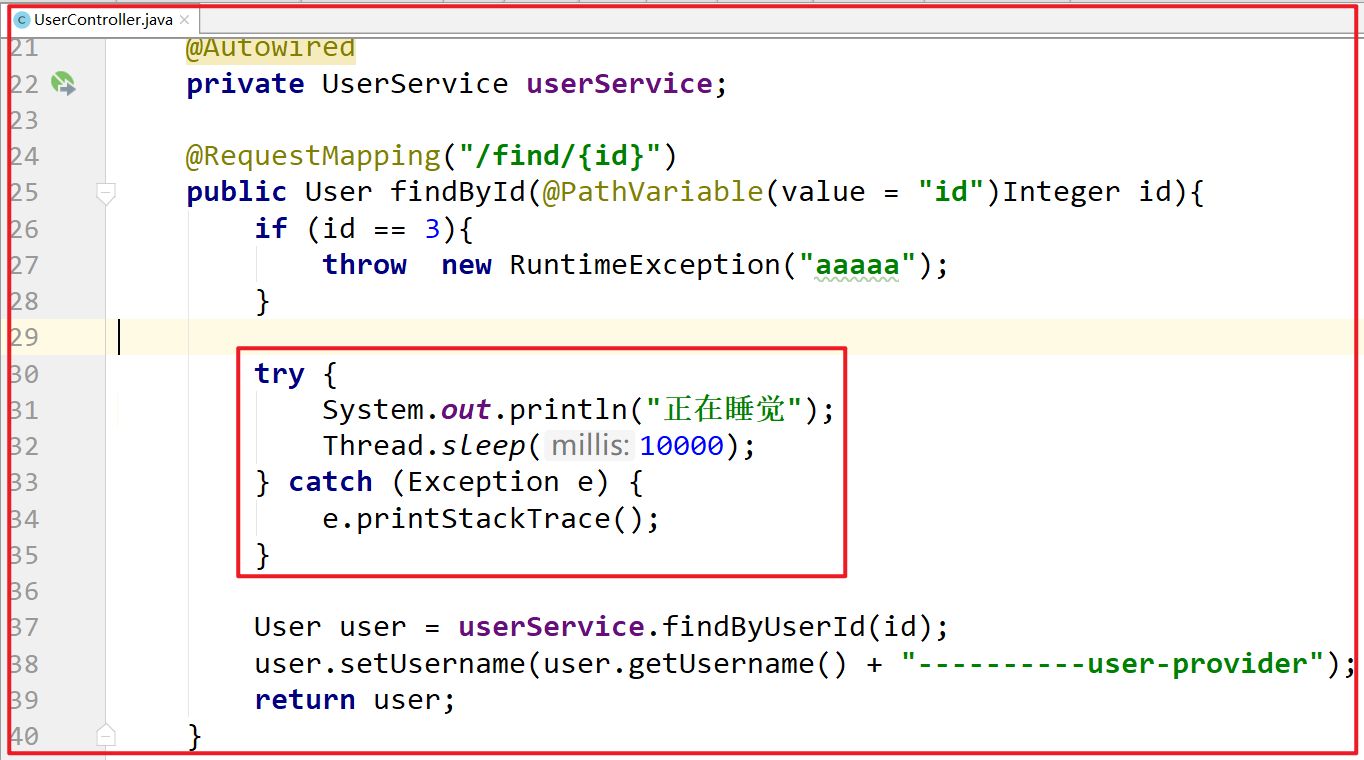 UserController.java
21 @Autowired
22 private UserService userService;
23
24 @RequestMapping("/find/{id}")
25 public User findById(@PathVariable(value = "id")Integer id){
26 if (id == 3){
27 throw  new RuntimeException("aaaaa");
28 }
29
30 try {
31 System.out.println("正在睡觉");
32 Thread.sleep( millis: 10000);
33 } catch (Exception e) {
34 e.printStackTrace();
35 }
36
37 User user = userService.findByUserId(id);
38 user.setUsername(user.getUsername() + "----------user-provider");
39 return user;
40 }